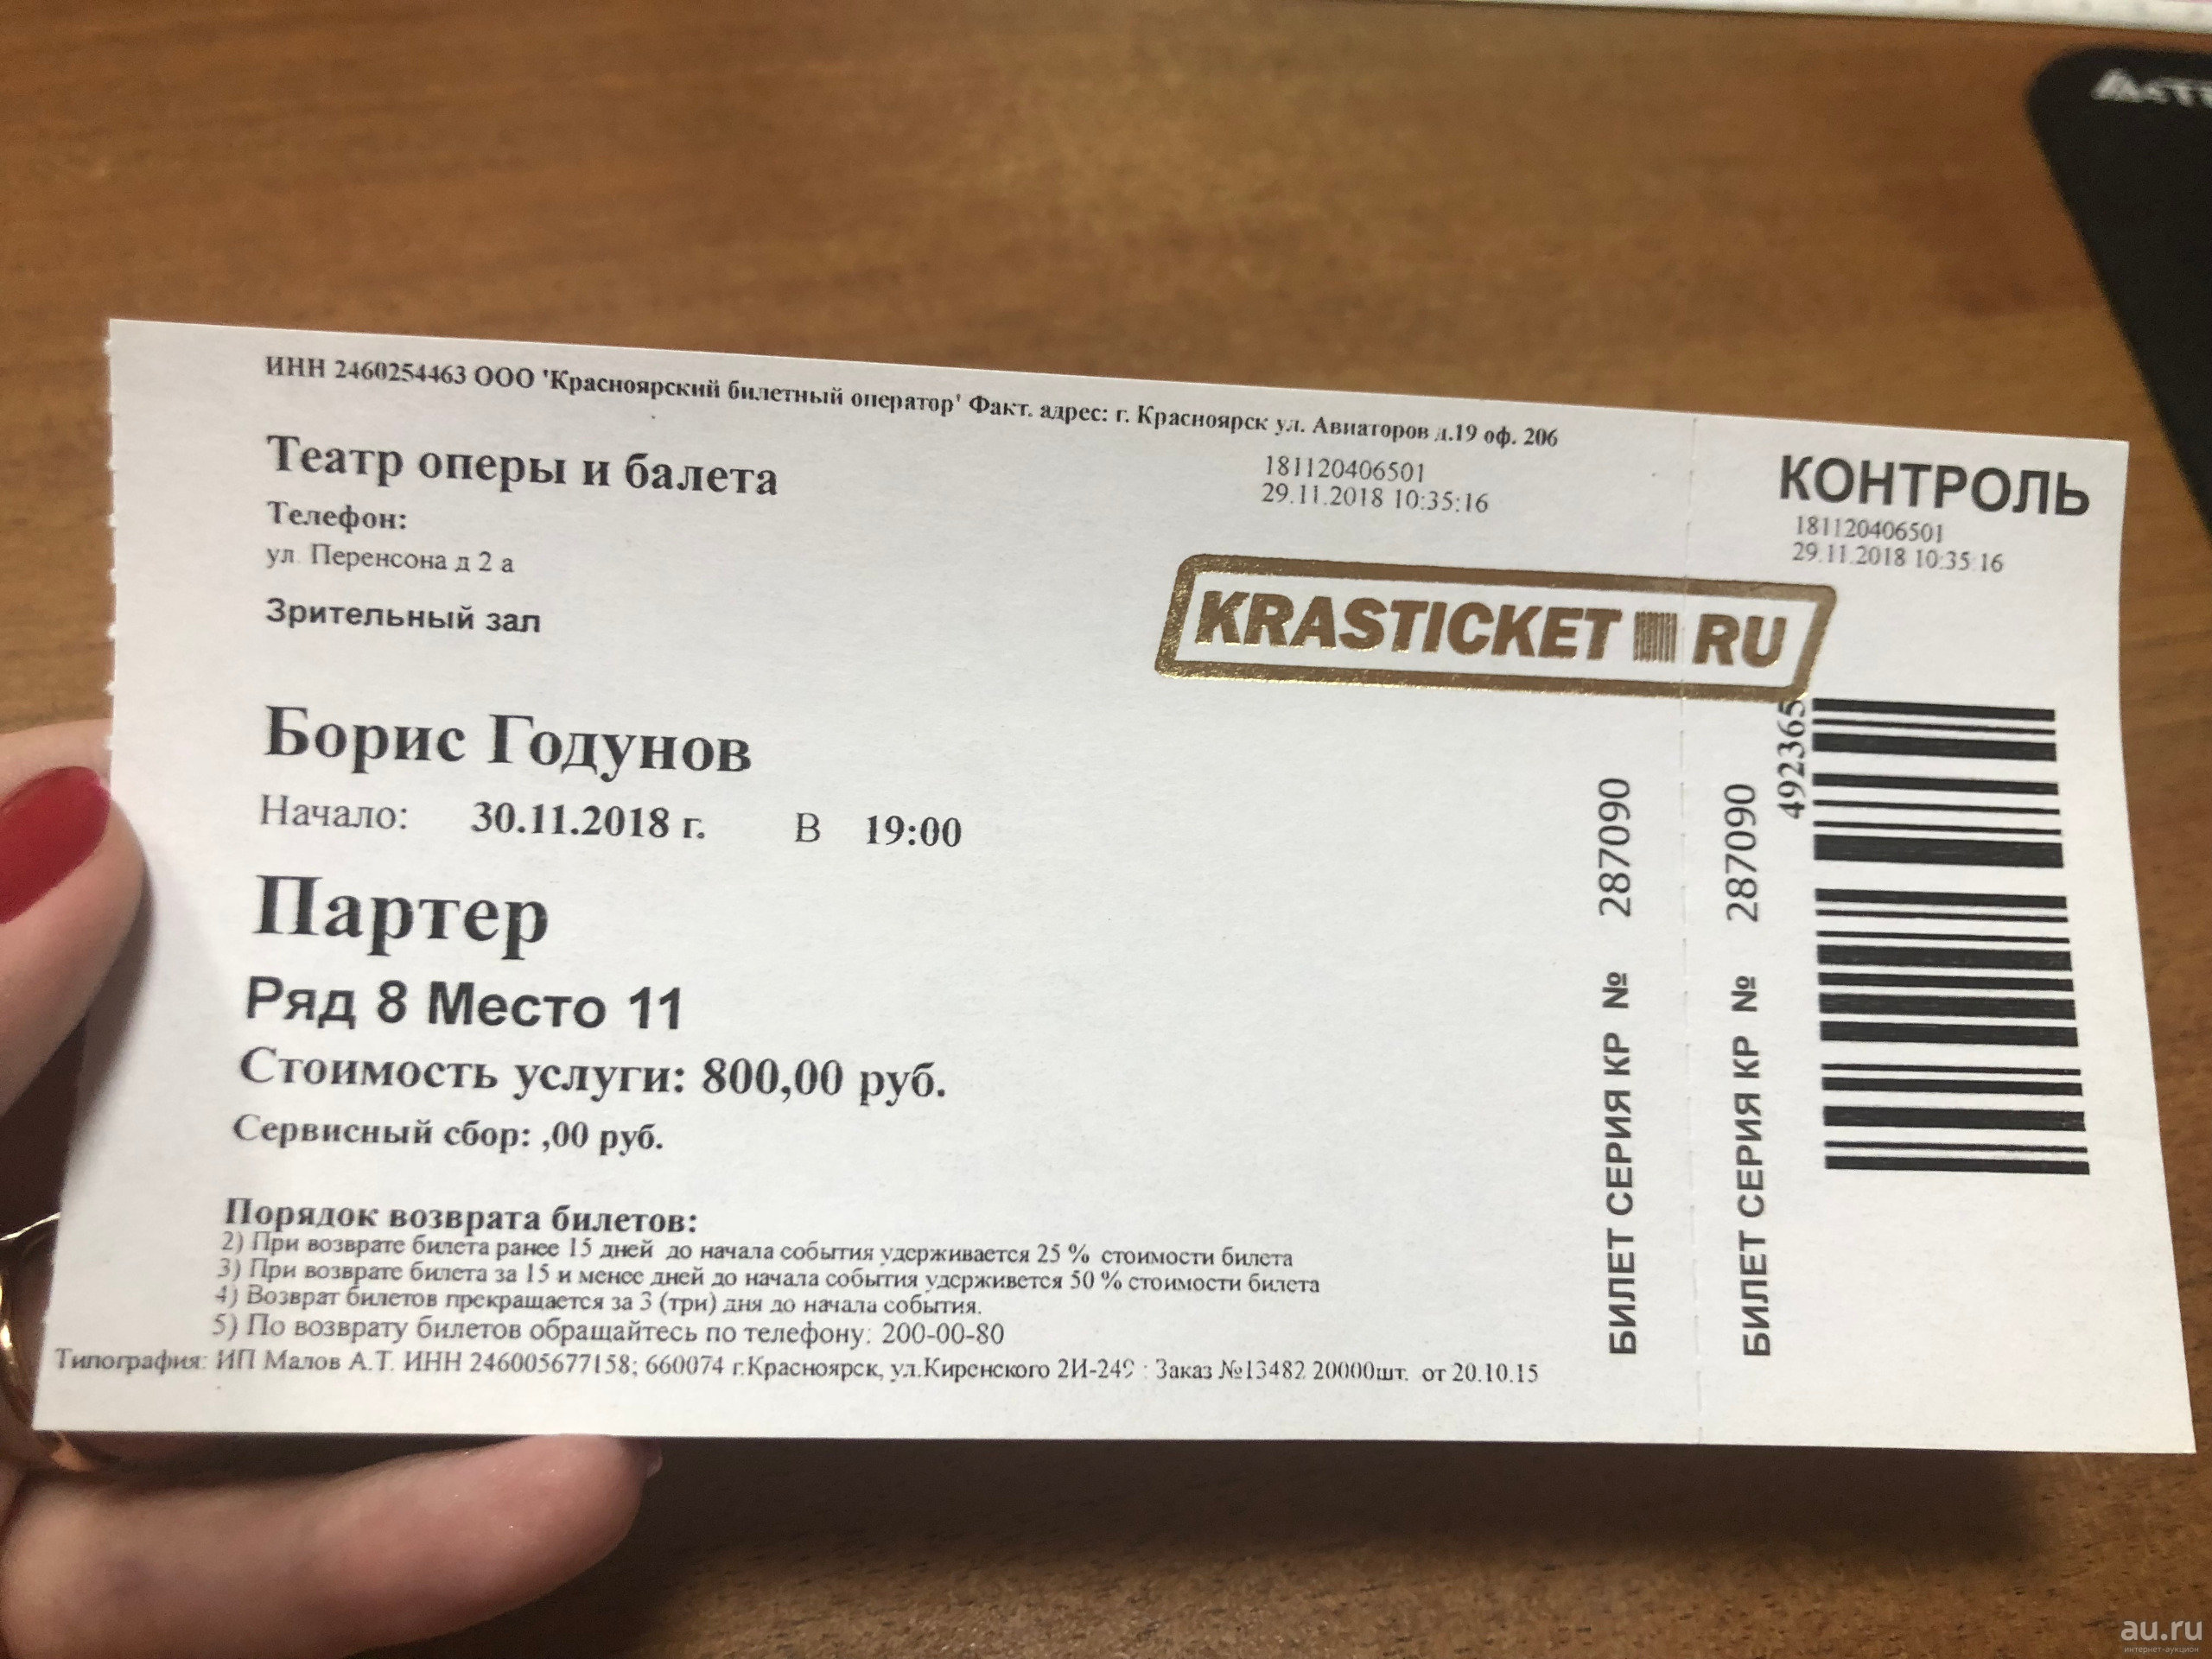 ИНН 2460254463 ООО 'Красноярский билетный оператор' Факт. адрес: г. Красноярск ул. Авиаторов д.19 оф. 206
Театр оперы и балета
Телефон:
ул. Перенсона д 2 а
Зрительный зал
181120406501
29.11.2018 10:35:16
КОНТРОЛЬ
181120406501
29.11.2018 10:35:16
KRASTICKET RU
Борис Годунов
Начало: 30.11.2018 г. В 19:00
Партер
Ряд 8 Место 11
Стоимость услуги: 800,00 руб.
Сервисный сбор: ,00 руб.
Порядок возврата билетов:
2) При возврате билета ранее 15 дней до начала события удерживается 25 % стоимости билета
3) При возврате билета за 15 и менее дней до начала события удерживется 50 % стоимости билета
4) Возврат билетов прекращается за 3 (три) дня до начала события.
5) По возврату билетов обращайтесь по телефону: 200-00-80
Типография: ИП Малов А.Т. ИНН 246005677158; 660074 г.Красноярск, ул.Киренского 2И-249 : Заказ №13482 20000шт. от 20.10.15
БИЛЕТ СЕРИЯ КР № 287090
БИЛЕТ СЕРИЯ КР № 287090
492365
au.ru
интернет-аукцион